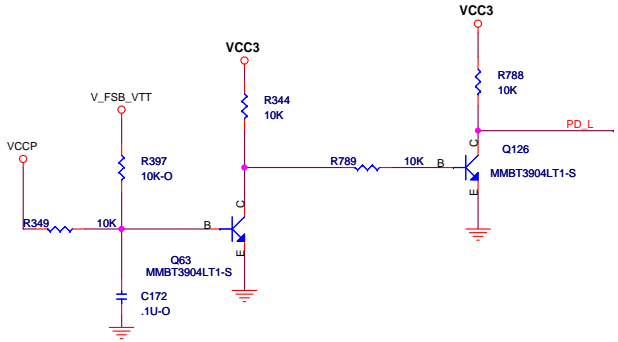 VCC3
VCC3
V_FSB_VTT
R344
10K
R788
10K
PD_L
VCCP
R397
10K-O
R789
10K
B
C
E
Q126
MMBT3904LT1-S
R349
10K
B
C
E
Q63
MMBT3904LT1-S
C172
.1U-O